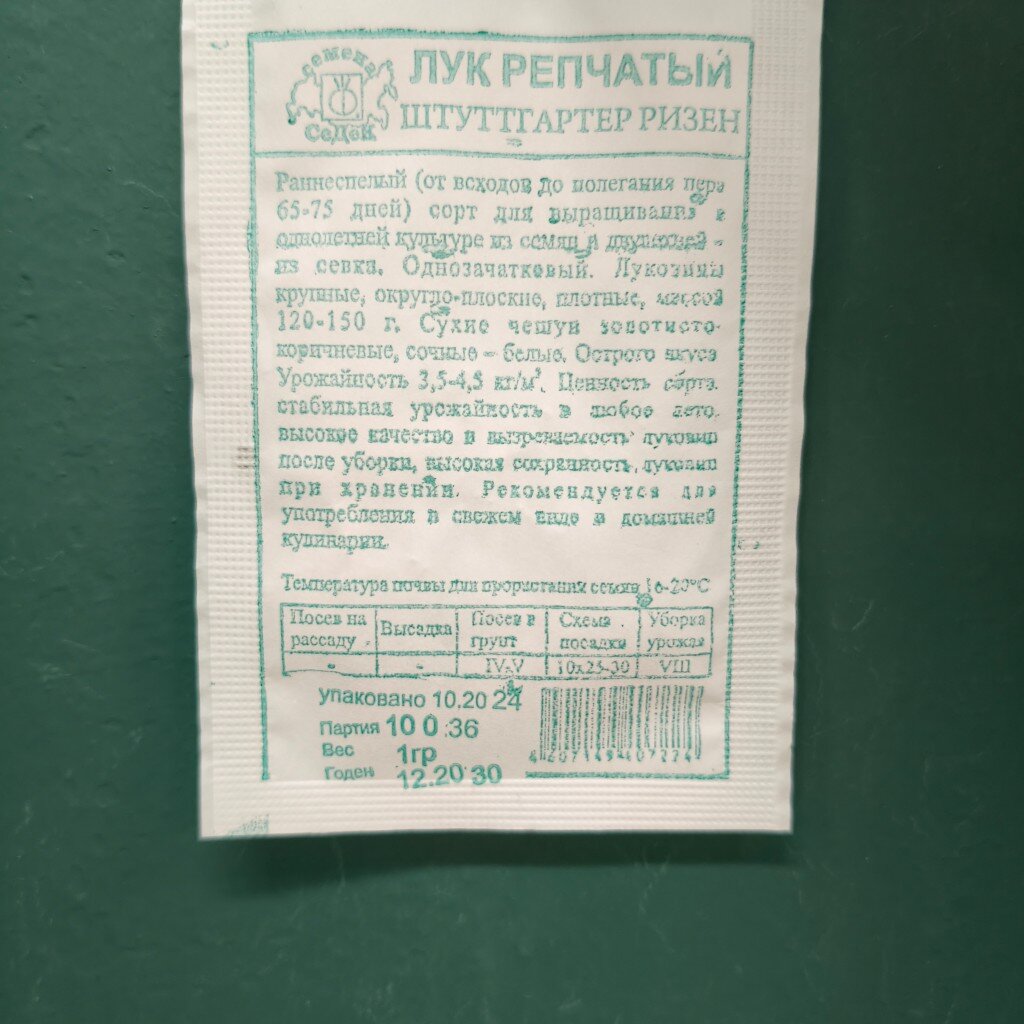 семена
СеДеК
ЛУК РЕПЧАТЫЙ
ШТУТТГАРТЕР РИЗЕН
Раннеспелый (от всходов до полегания пера
65-75 дней) сорт для выращивания в
однолетней культуре из семян и двулетней -
из севка. Однозачатковый. Луковицы
крупные, округло-плоские, плотные, массой
120-150 г. Сухие чешуи золотисто-
коричневые, сочные - белые. Острого вкуса
Урожайность 3,5-4,5 кг/м². Ценность сорта
стабильная урожайность в любое лето,
высокое качество и вызреваемость луковиц
после уборки, высокая сохранность луковиц
при хранении. Рекомендуется для
употребления в свежем виде и домашней
кулинарии.
Температура почвы для прорастания семян 16-20°С
Посев на рассаду Высадка Посев в грунт Схема посадки Уборка урожая
- - IV-V 10х25-30 VIII
упаковано 10.20 24
Партия 10 0 36
Вес 1гр
Годен 12.20 30